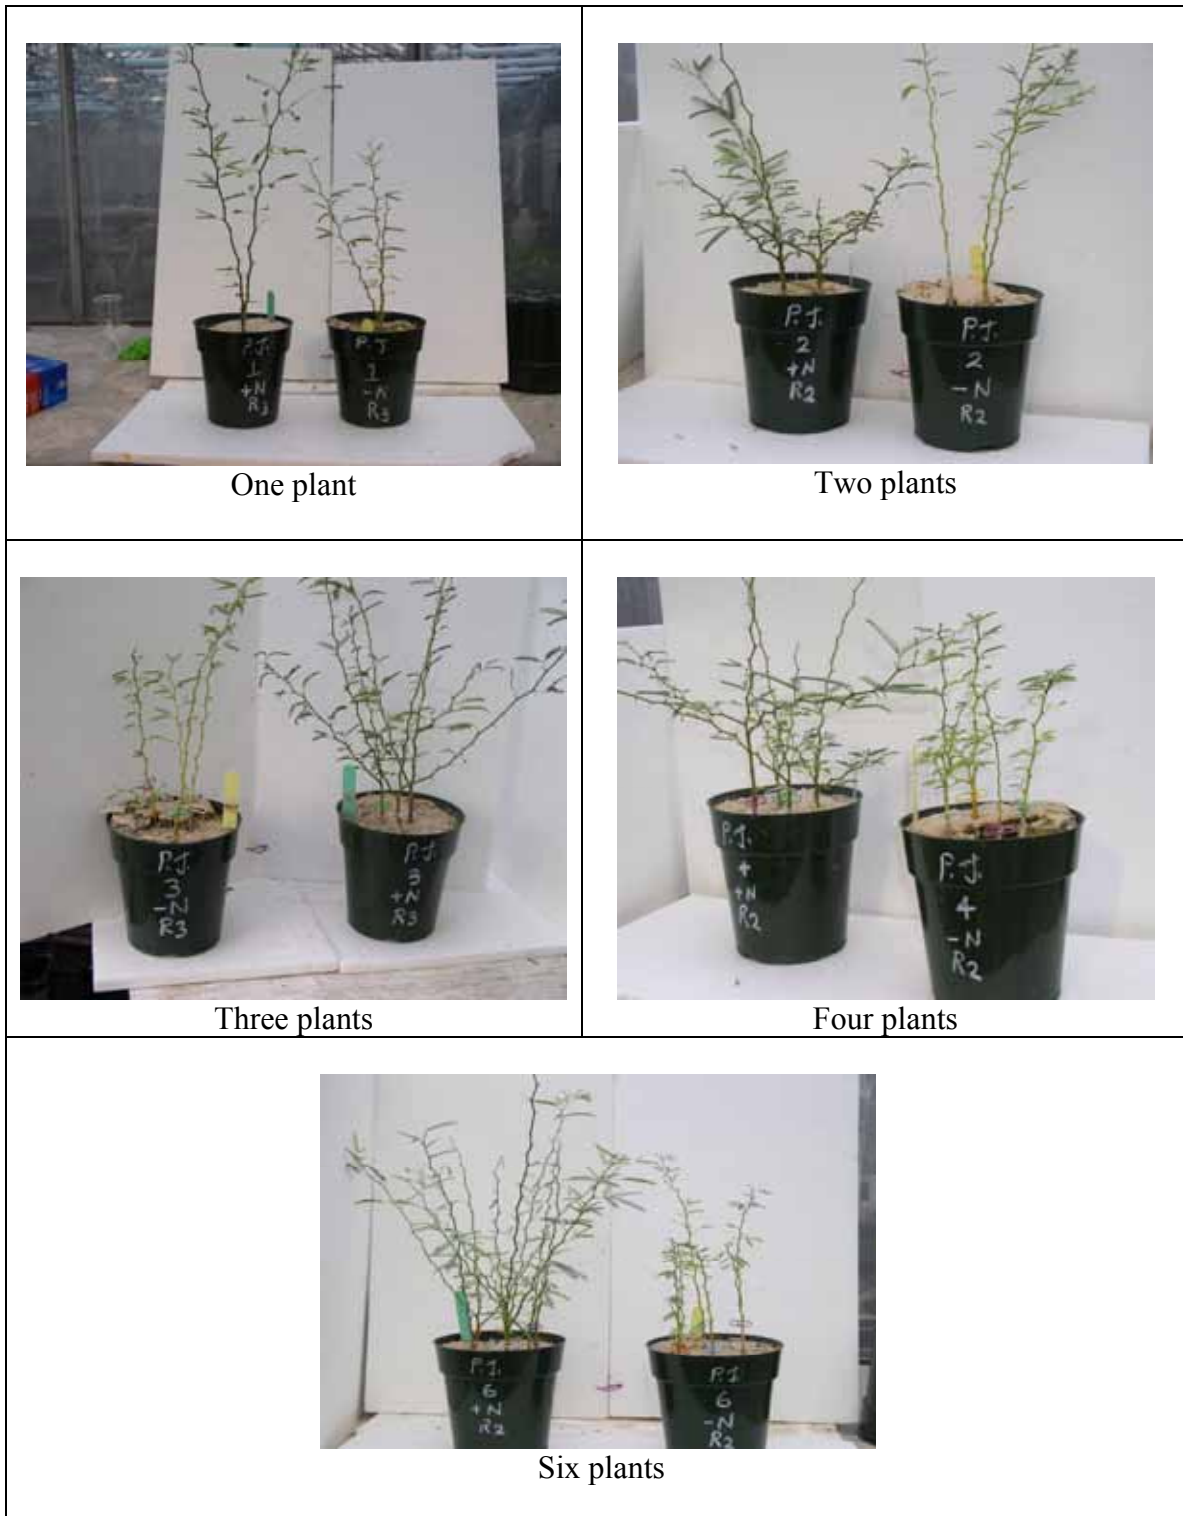 P.J.
1
+N
R3
P.J
1
-N
R3
One plant
P.J.
2
+N
R2
P.J.
2
-N
R2
Two plants
P.J.
3
-N
R3
P.J.
3
+N
R3
Three plants
P.J.
4
+N
R2
P.J.
4
-N
R2
Four plants
P.J.
6
+N
R2
P.J
6
-N
R2
Six plants